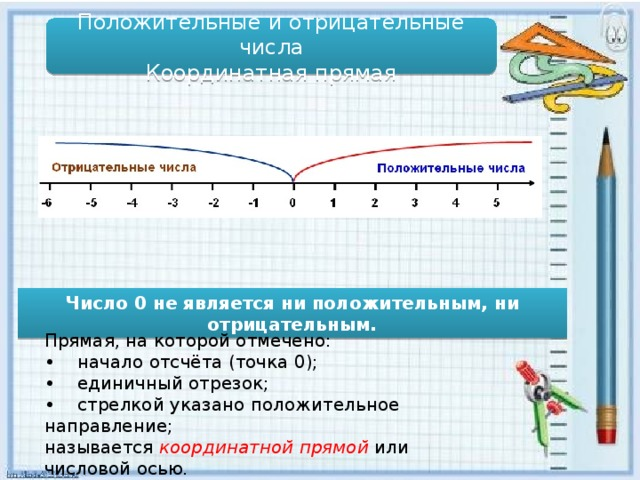 Положительные и отрицательные
числа
Координатная прямая
Отрицательные числа
Положительные числа
-6 -5 -4 -3 -2 -1 0 1 2 3 4 5
Число 0 не является ни положительным, ни
отрицательным.
Прямая, на которой отмечено:
• начало отсчёта (точка 0);
• единичный отрезок;
• стрелкой указано положительное
направление;
называется координатной прямой или
числовой осью.